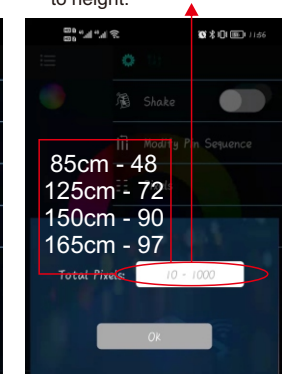 to height.
11:56
Shake
Modify Pin Sequence
85cm - 48
125cm - 72
150cm - 90
165cm - 97
Total Pixels:
10 - 1000
Ok